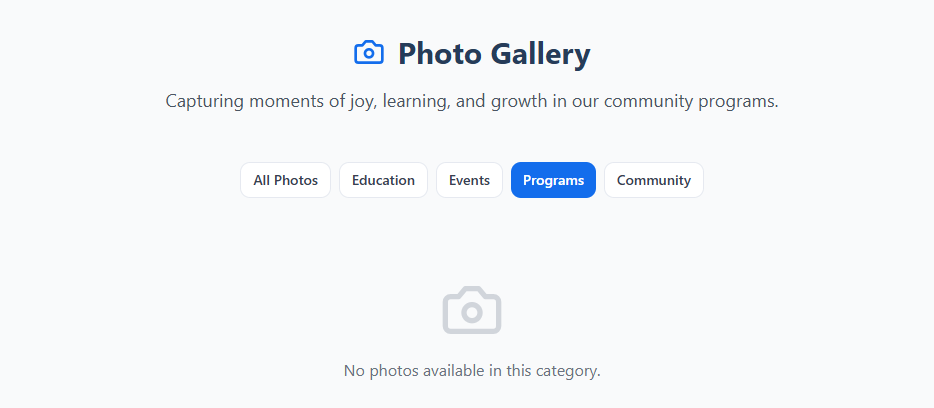 Photo Gallery
Capturing moments of joy, learning, and growth in our community programs.
All Photos Education Events Programs Community
No photos available in this category.